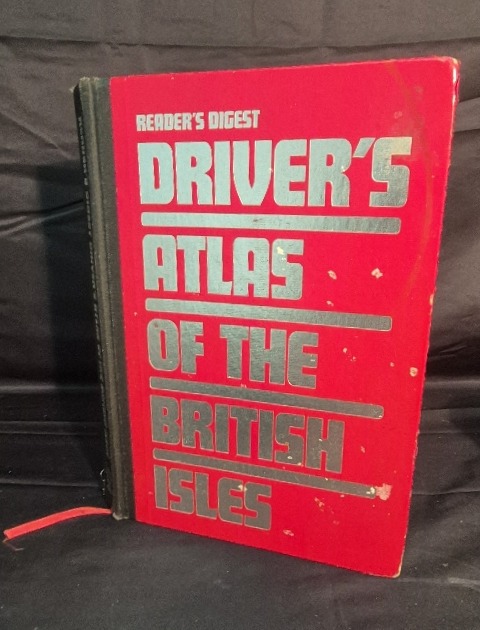 READER'S DIGEST
DRIVER'S
ATLAS
OF THE
BRITISH
ISLES